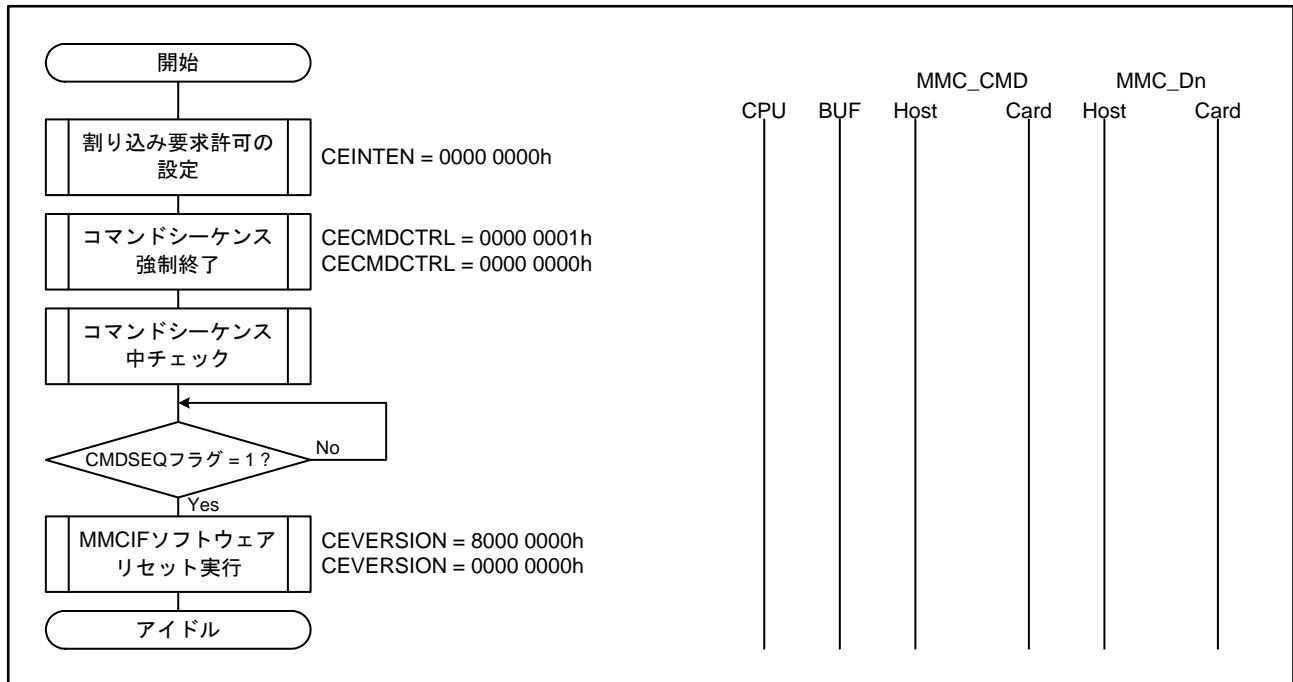 開始
割り込み要求許可の
設定
CEINTEN = 0000 0000h
コマンドシーケンス
強制終了
CECMDCTRL = 0000 0001h
CECMDCTRL = 0000 0000h
コマンドシーケンス
中チェック
CMDSEQフラグ = 1 ?
No
Yes
MMCIFソフトウェア
リセット実行
CEVERSION = 8000 0000h
CEVERSION = 0000 0000h
アイドル
MMC_CMD MMC_Dn
CPU BUF Host Card Host Card